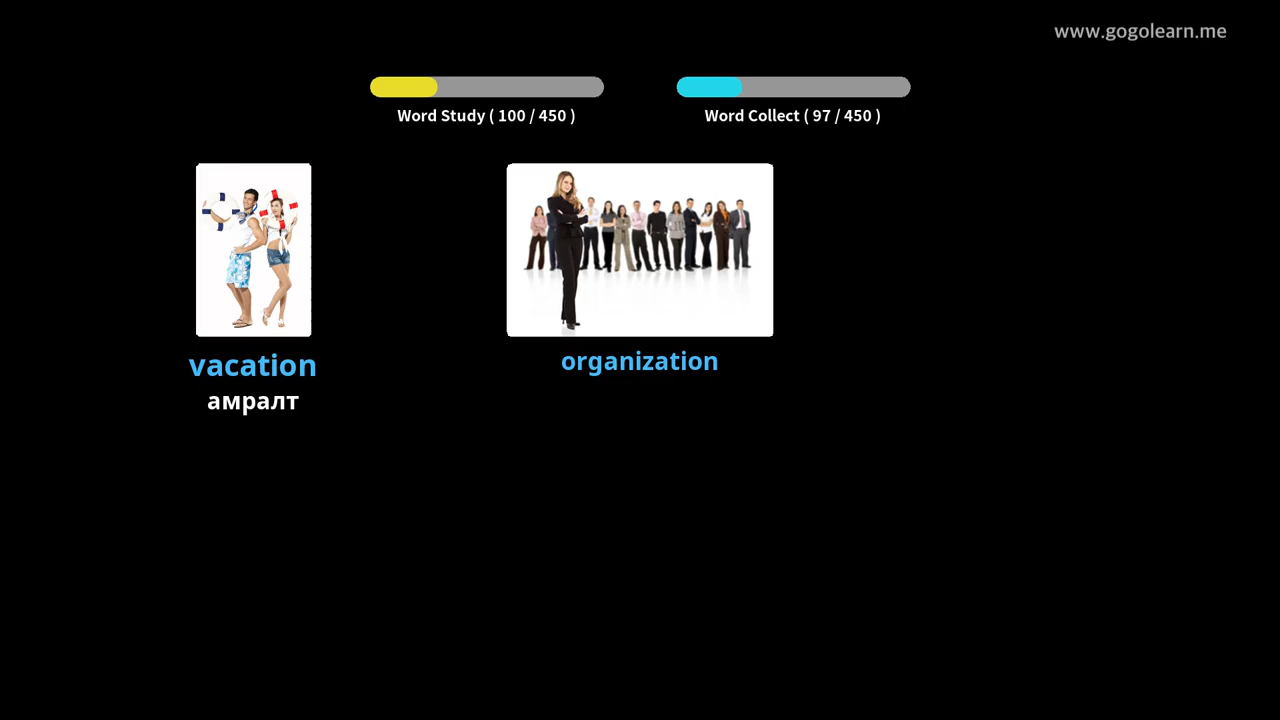 www.gogolearn.me
Word Study ( 100 / 450 )
Word Collect ( 97 / 450 )
vacation
амралт
organization